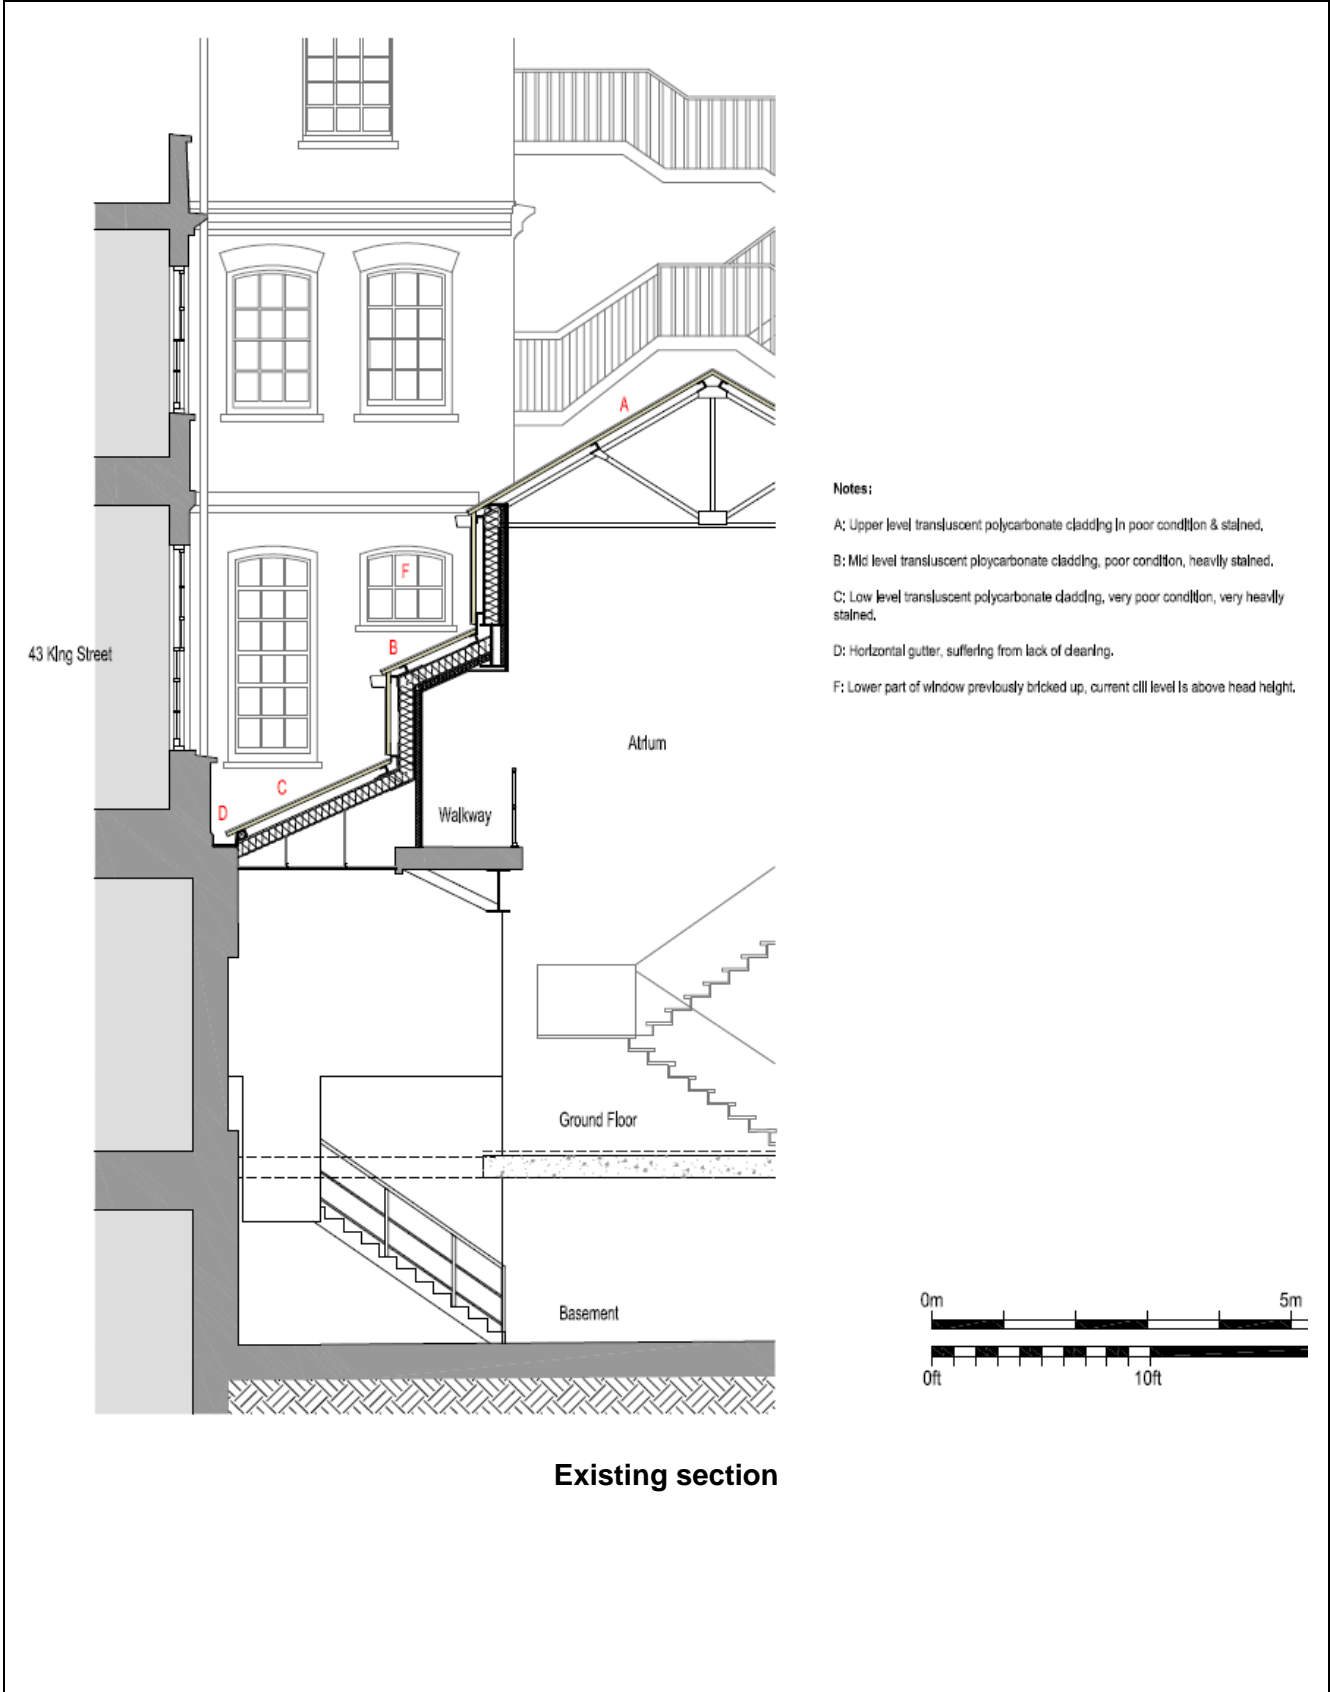 A
F
B
43 King Street
C
D
Atrium
Walkway
Ground Floor
Basement
Notes:
A: Upper level transluscent polycarbonate cladding in poor condition & stained.
B: Mid level transluscent ploycarbonate cladding, poor condition, heavily stained.
C: Low level transluscent polycarbonate cladding, very poor condition, very heavily
stained.
D: Horizontal gutter, suffering from lack of cleaning.
F: Lower part of window previously bricked up, current cill level is above head height.
0m 5m
0ft 10ft
Existing section